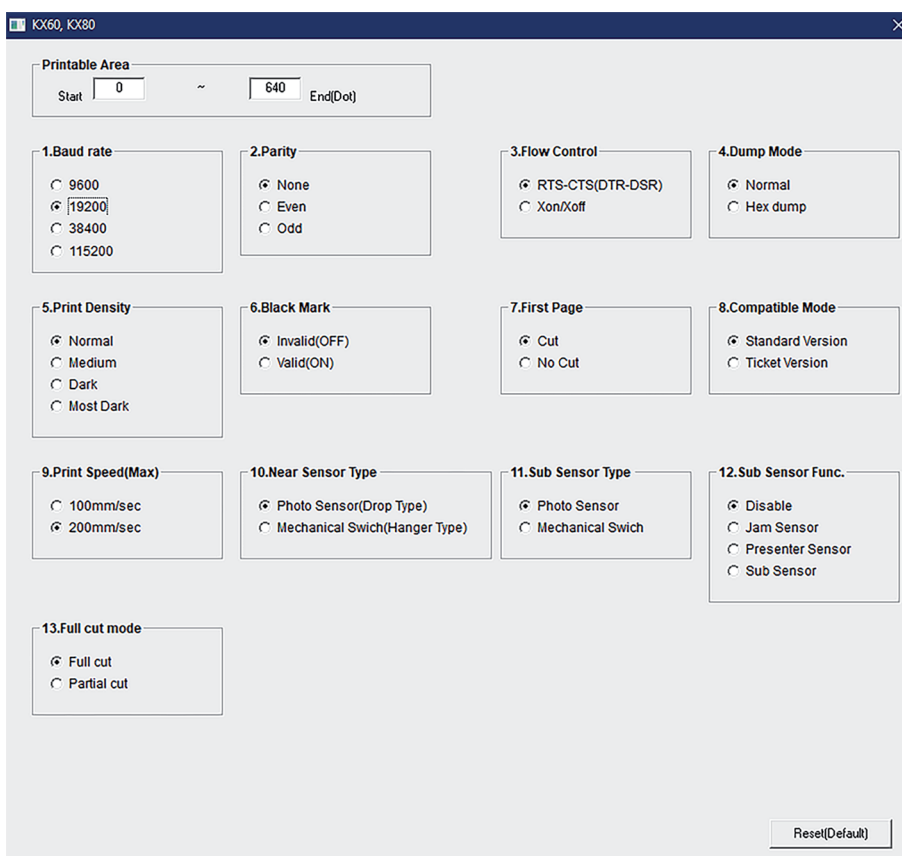 KX60, KX80
Printable Area
Start 0 ~ 640 End(Dot)
1.Baud rate
9600
19200
38400
115200
2.Parity
None
Even
Odd
3.Flow Control
RTS-CTS(DTR-DSR)
Xon/Xoff
4.Dump Mode
Normal
Hex dump
5.Print Density
Normal
Medium
Dark
Most Dark
6.Black Mark
Invalid(OFF)
Valid(ON)
7.First Page
Cut
No Cut
8.Compatible Mode
Standard Version
Ticket Version
9.Print Speed(Max)
100mm/sec
200mm/sec
10.Near Sensor Type
Photo Sensor(Drop Type)
Mechanical Swich(Hanger Type)
11.Sub Sensor Type
Photo Sensor
Mechanical Swich
12.Sub Sensor Func.
Disable
Jam Sensor
Presenter Sensor
Sub Sensor
13.Full cut mode
Full cut
Partial cut
Reset(Default)